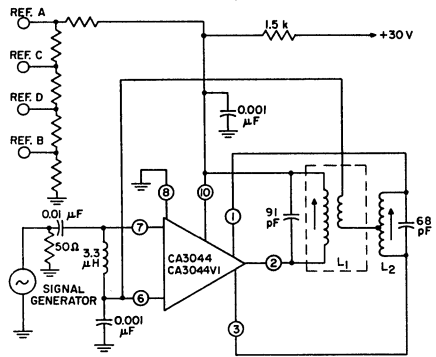 REF. A
1.5 k
+30 V
REF. C
REF. D
0.001
μF
REF. B
8
10
1
0.01 μF
91
pF
68
pF
7
50Ω
3.3
μH
CA3044
CA3044VI
2
L1
L2
SIGNAL
GENERATOR
6
0.001
μF
3